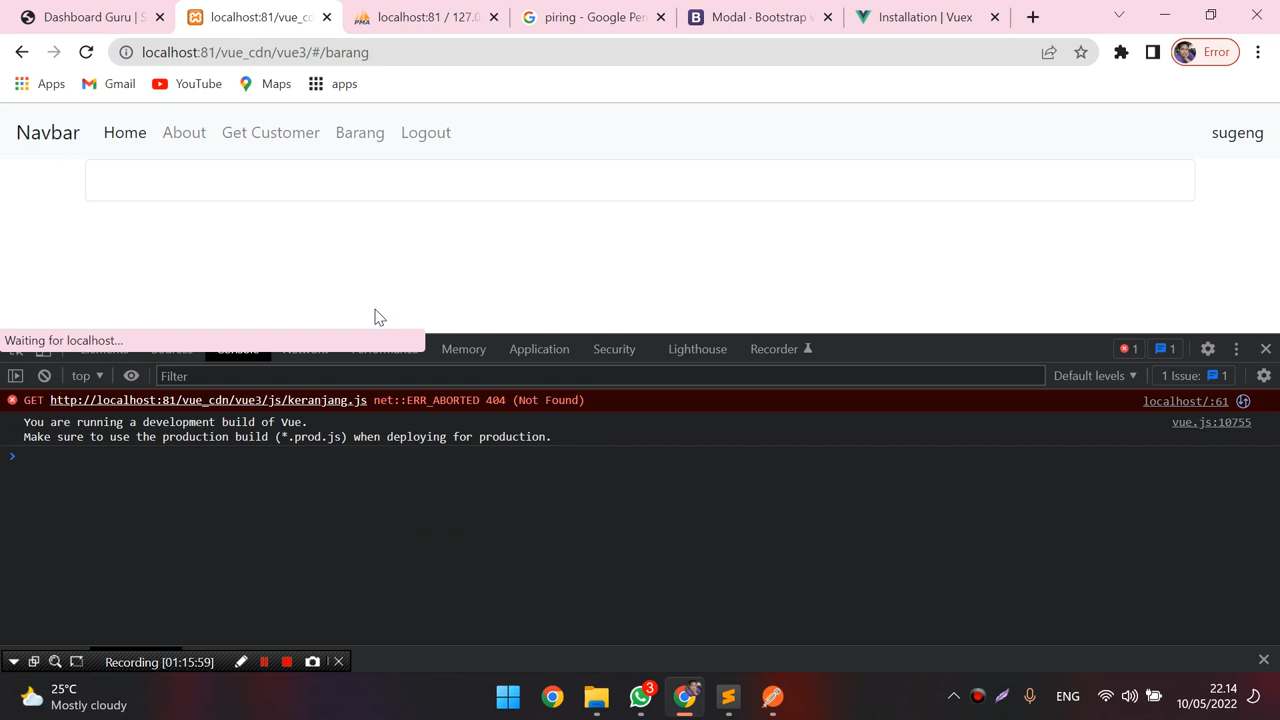 Dashboard Guru | S
localhost:81/vue_cd
localhost:81 / 127.0
piring - Google Pen
Modal · Bootstrap v
Installation | Vuex
localhost:81/vue_cdn/vue3/#/barang
Error
Apps
Gmail
YouTube
Maps
apps
Navbar
Home
About
Get Customer
Barang
Logout
sugeng
Waiting for localhost...
Memory
Application
Security
Lighthouse
Recorder
1
1
top
Filter
Default levels
1 Issue:
1
GET http://localhost:81/vue_cdn/vue3/js/keranjang.js net::ERR_ABORTED 404 (Not Found)
localhost/:61
You are running a development build of Vue.
vue.js:10755
Make sure to use the production build (*.prod.js) when deploying for production.
Recording [01:15:59]
25°C
Mostly cloudy
3
ENG
22.14
10/05/2022